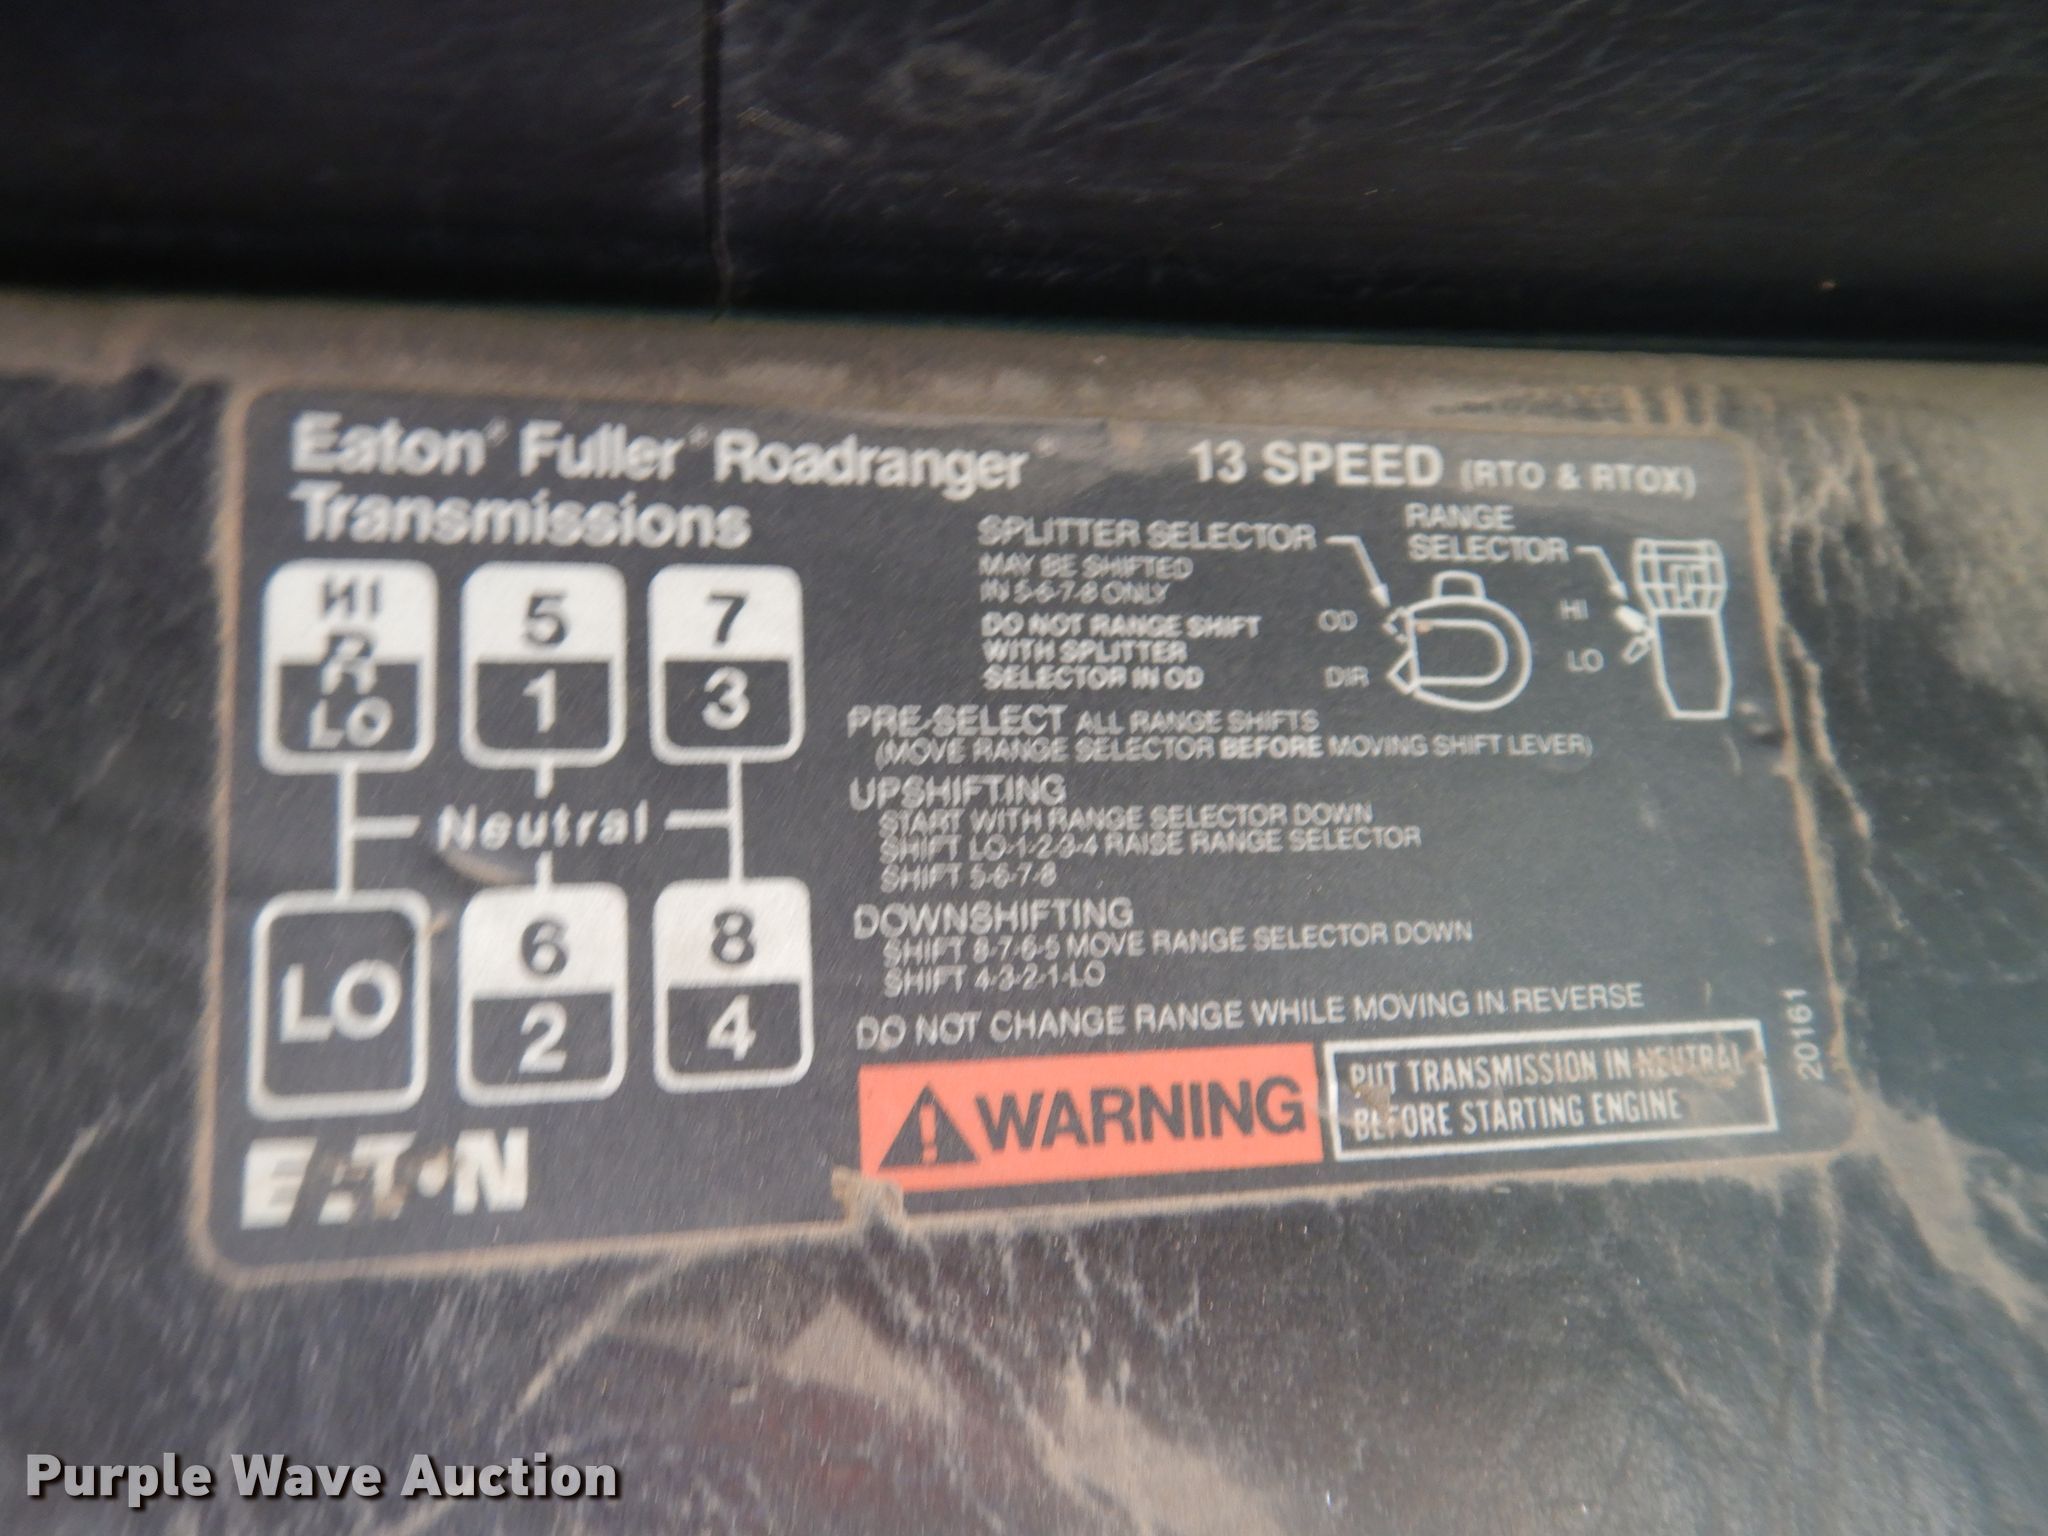 Eaton® Fuller® Roadranger
Transmissions
13 SPEED (RTO & RTOX)
HI
R
R
LO
5
1
7
3
Neutral
LO
6
2
8
4
SPLITTER SELECTOR
MAY BE SHIFTED
IN 5-6-7-8 ONLY
DO NOT RANGE SHIFT
WITH SPLITTER
SELECTOR IN OD
OD
DIR
RANGE
SELECTOR
HI
LO
PRE-SELECT ALL RANGE SHIFTS
(MOVE RANGE SELECTOR BEFORE MOVING SHIFT LEVER)
UPSHIFTING
START WITH RANGE SELECTOR DOWN
SHIFT LO-1-2-3-4 RAISE RANGE SELECTOR
SHIFT 5-6-7-8
DOWNSHIFTING
SHIFT 8-7-6-5 MOVE RANGE SELECTOR DOWN
SHIFT 4-3-2-1-LO
DO NOT CHANGE RANGE WHILE MOVING IN REVERSE
WARNING
PUT TRANSMISSION IN NEUTRAL
BEFORE STARTING ENGINE
20161
EATON
Purple Wave Auction